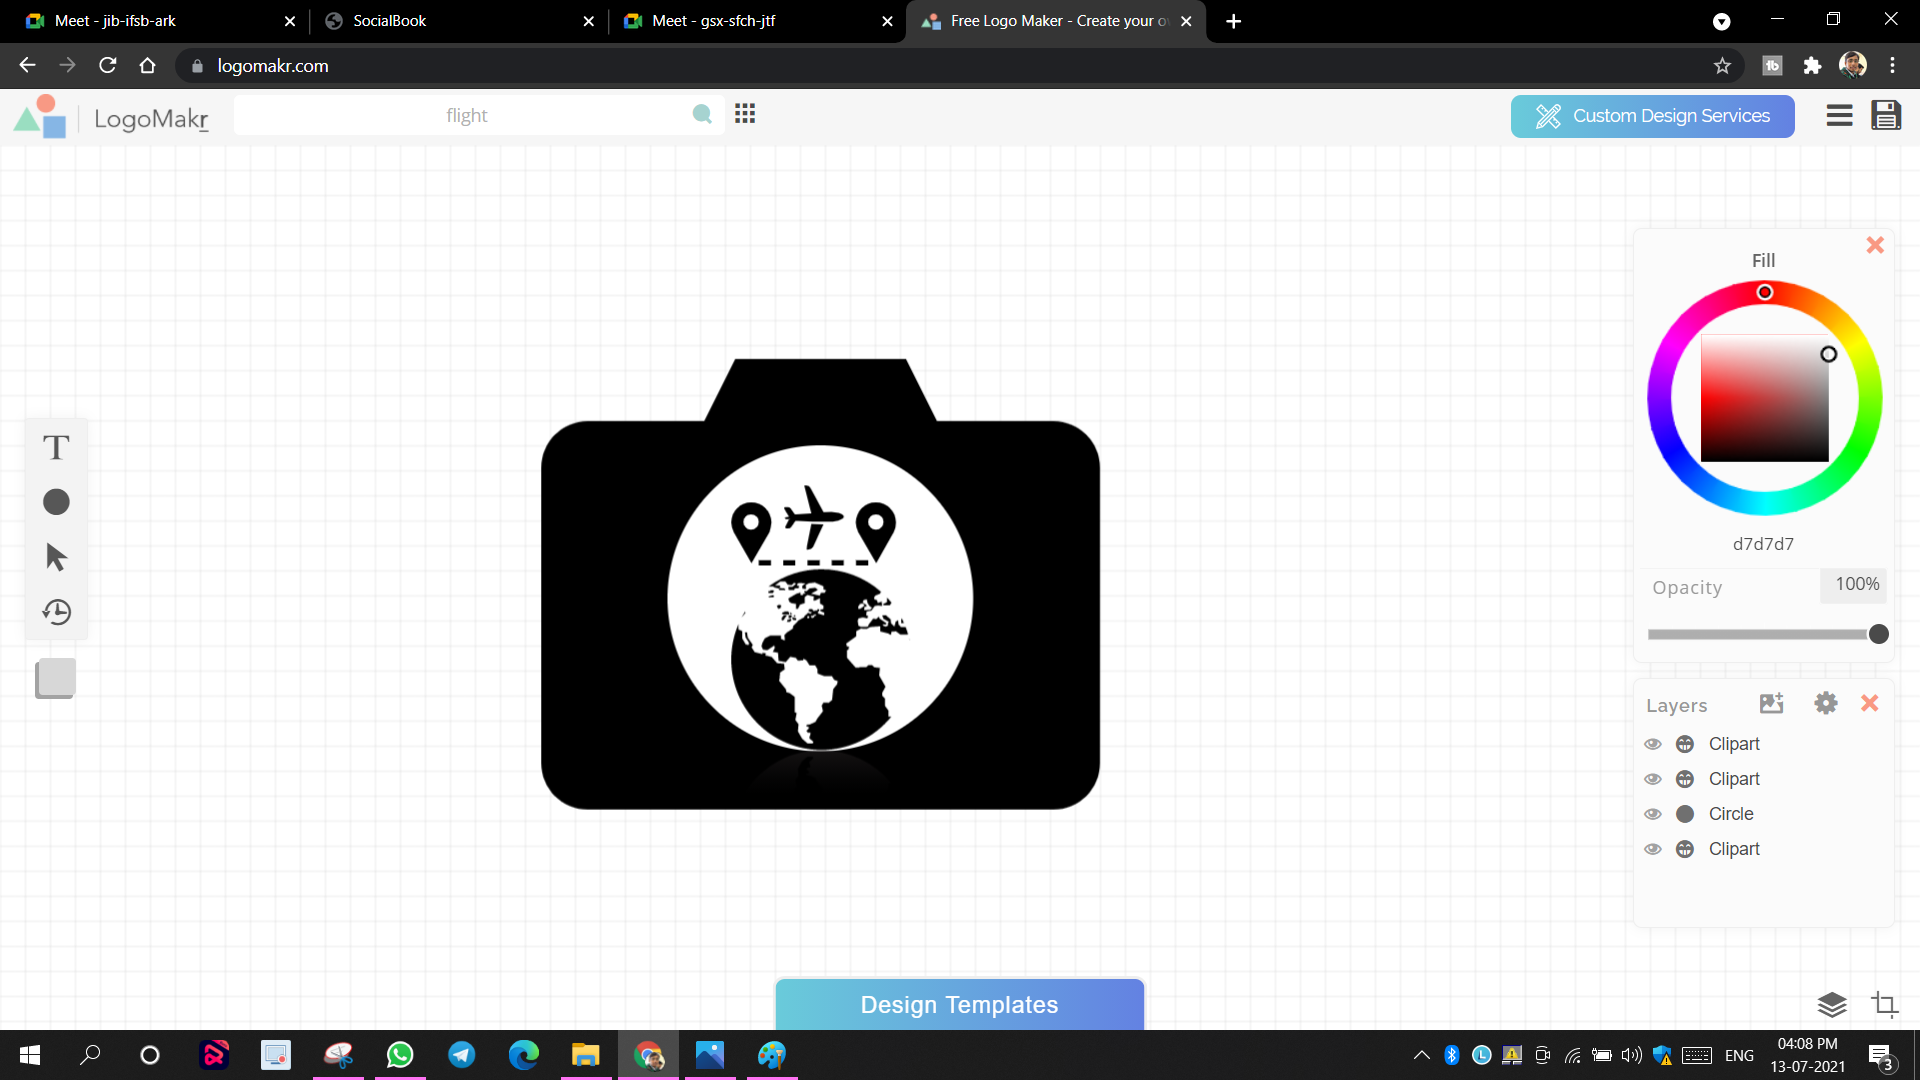 Meet - jib-ifsb-ark
SocialBook
Meet - gsx-sfch-jtf
Free Logo Maker - Create your o
logomakr.com
LogoMakr
flight
Custom Design Services
Fill
d7d7d7
Opacity
100%
T
Layers
Clipart
Clipart
Circle
Clipart
Design Templates
ENG
04:08 PM
13-07-2021
3